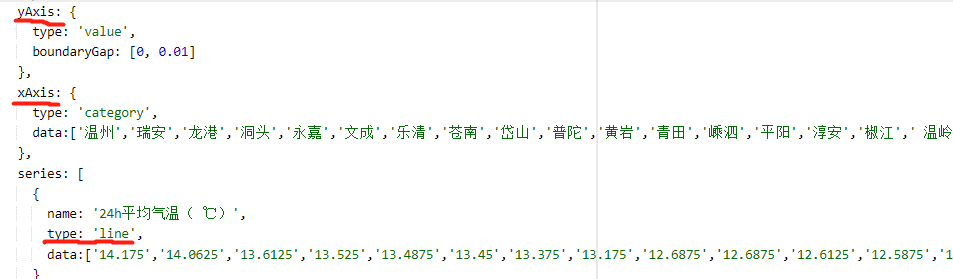 yAxis: {
type: 'value',
boundaryGap: [0, 0.01]
},
xAxis: {
type: 'category',
data:['温州','瑞安','龙港','洞头','永嘉','文成','乐清','苍南','岱山','普陀','黄岩','青田','嵊泗','平阳','淳安','椒江',' 温岭
},
series: [
{
name: '24h平均气温（ ℃）',
type: 'line',
data:['14.175','14.0625','13.6125','13.525','13.4875','13.45','13.375','13.175','12.6875','12.6875','12.6125','12.5875','1
}